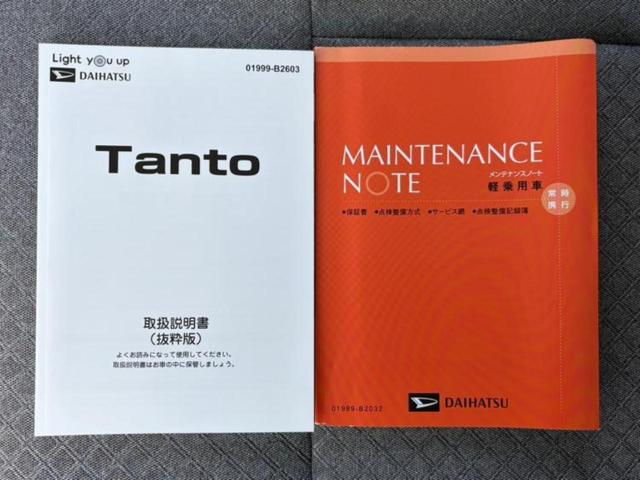 Light you up
DAIHATSU
01999-B2603
Tanto
取扱説明書
（抜粋版）
よくお読みになって使用してください。
取扱説明書はお車の中に保管しましょう。
MAINTENANCE
NOTE
メンテナンスノート
軽乗用車
常時
携行
●保証書 ●点検整備方式 ●サービス網 ●点検整備記録簿
01989-B2032
DAIHATSU